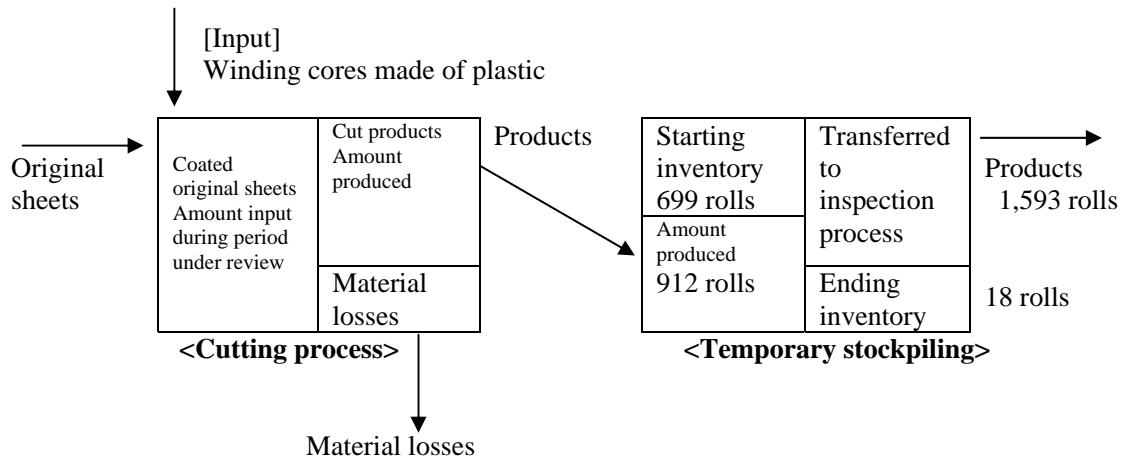 [Input]
Winding cores made of plastic
Original
sheets
Coated
original sheets
Amount input
during period
under review
Cut products
Amount
produced
Material
losses
<Cutting process>
Material losses
Products
Starting
inventory
699 rolls
Amount
produced
912 rolls
Transferred
to
inspection
process
Ending
inventory
<Temporary stockpiling>
Products
1,593 rolls
18 rolls